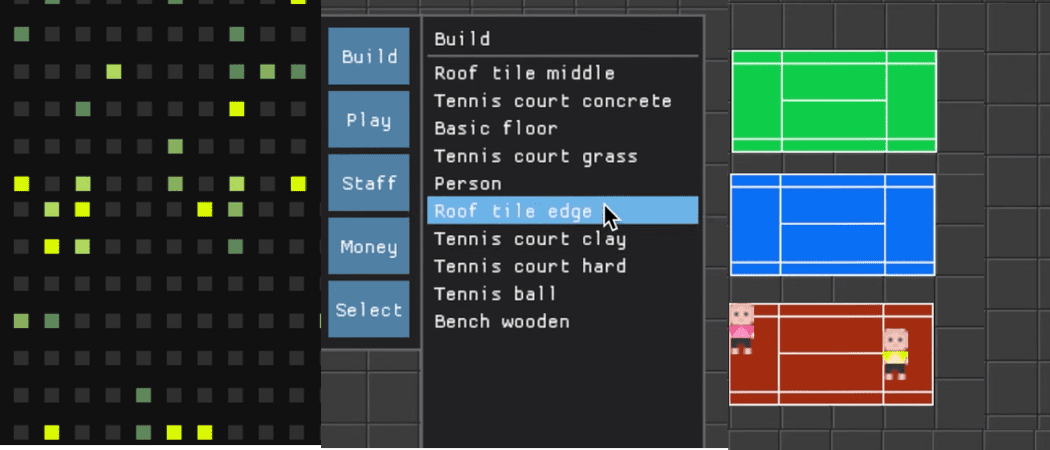 Build
Play
Staff
Money
Select
Build
Roof tile middle
Tennis court concrete
Basic floor
Tennis court grass
Person
Roof tile edge
Tennis court clay
Tennis court hard
Tennis ball
Bench wooden